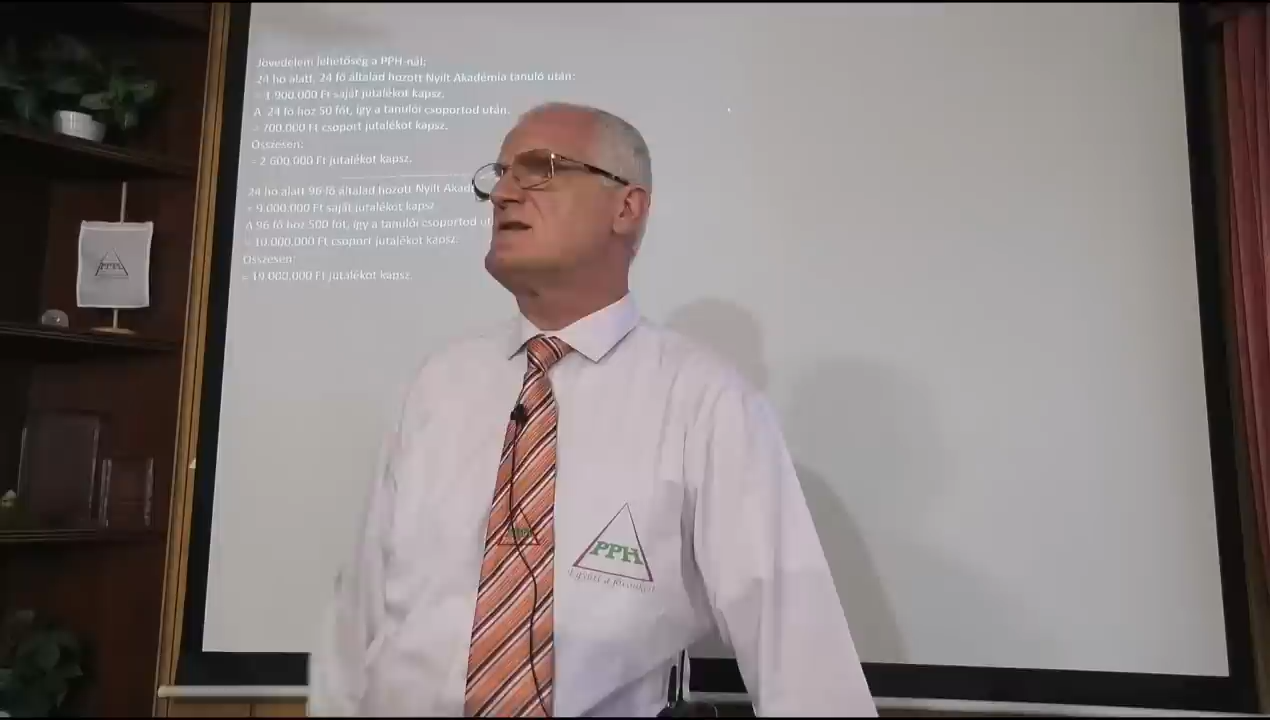 Jövedelem lehetőség a PPH-nál:
24 hó alatt, 24 fő általad hozott Nyílt Akadémia tanuló után:
= 1.900.000 Ft saját jutalékot kapsz.
A 24 fő hoz 50 főt, így a tanulói csoportod után.
= 700.000 Ft csoport jutalékot kapsz.
Összesen:
= 2.600.000 Ft jutalékot kapsz.
24 hó alatt 96 fő általad hozott Nyílt Akad
= 9.000.000 Ft saját jutalékot kapsz.
A 96 fő hoz 500 főt, így a tanulói csoportod ut
= 10.000.000 Ft csoport jutalékot kapsz.
Összesen:
= 19.000.000 Ft jutalékot kapsz.
PPH
PPH
PPH